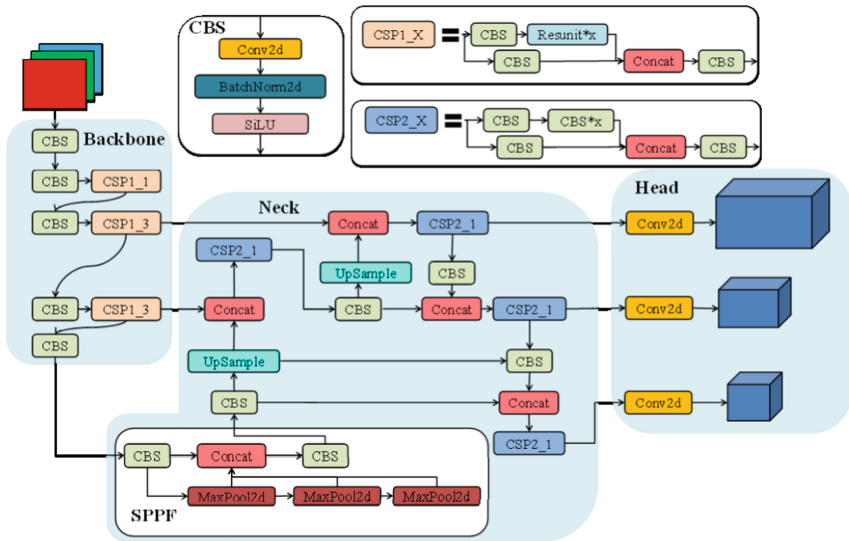 CBS
Conv2d
BatchNorm2d
SiLU
CSP1_X = CBS Resunit*x
CBS Concat CBS
CSP2_X = CBS CBS*x
CBS Concat CBS
Backbone
CBS
CBS CSP1_1
CBS CSP1_3
CBS CSP1_3
CBS
Neck
Concat CSP2_1
CSP2_1
UpSample CBS
Concat CBS Concat CSP2_1
UpSample CBS
CBS Concat
CSP2_1
CBS Concat CBS
MaxPool2d MaxPool2d MaxPool2d
SPPF
Head
Conv2d
Conv2d
Conv2d